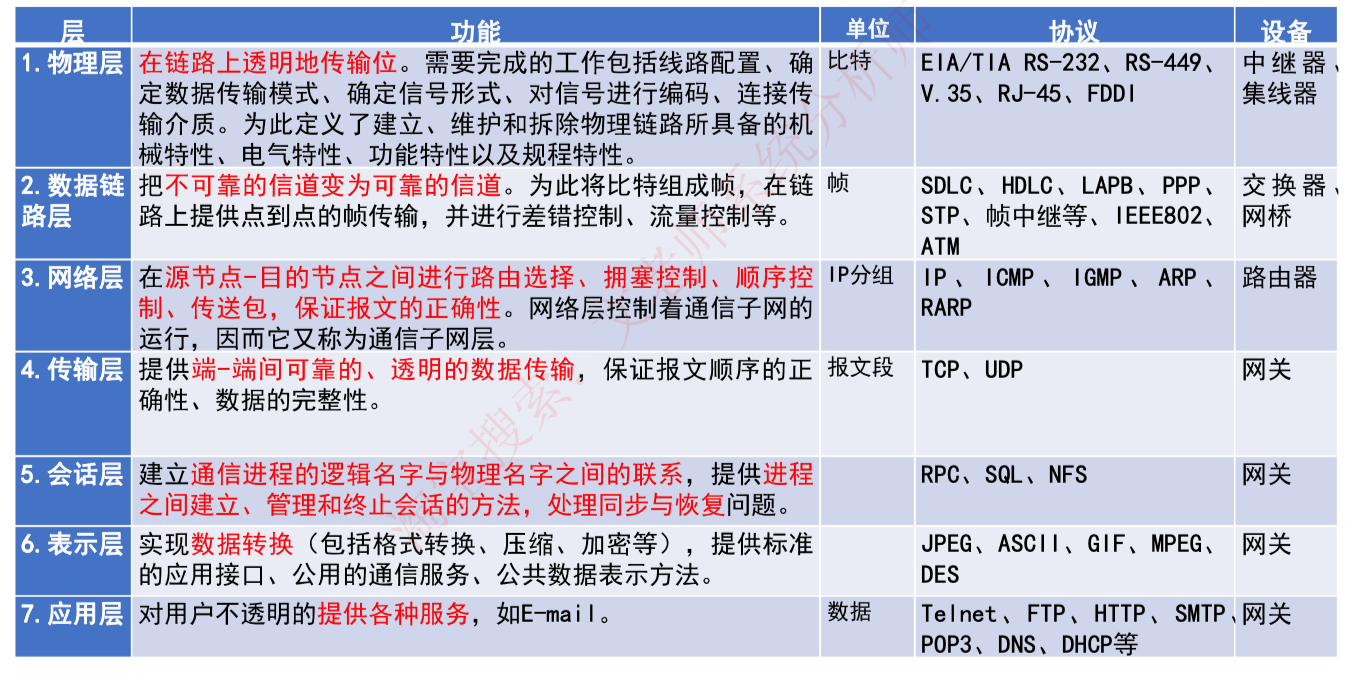 层 功能 单位 协议 设备
1.物理层 在链路上透明地传输位。需要完成的工作包括线路配置、确 比特 EIA/TIA RS-232、RS-449、 中继器、
定数据传输模式、确定信号形式、对信号进行编码、连接传 V.35、RJ-45、FDDI 集线器
输介质。为此定义了建立、维护和拆除物理链路所具备的机
械特性、电气特性、功能特性以及规程特性。
2.数据链 把不可靠的信道变为可靠的信道。为此将比特组成帧，在链 帧 SDLC、HDLC、LAPB、PPP、 交换器、
路层 路上提供点到点的帧传输，并进行差错控制、流量控制等。 STP、帧中继等、IEEE802、 网桥
ATM
3.网络层 在源节点-目的节点之间进行路由选择、拥塞控制、顺序控 IP分组 IP、ICMP、IGMP、ARP、 路由器
制、传送包，保证报文的正确性。网络层控制着通信子网的 RARP
运行，因而它又称为通信子网层。
4.传输层 提供端-端间可靠的、透明的数据传输，保证报文顺序的正 报文段 TCP、UDP 网关
确性、数据的完整性。
5.会话层 建立通信进程的逻辑名字与物理名字之间的联系，提供进程 RPC、SQL、NFS 网关
之间建立、管理和终止会话的方法，处理同步与恢复问题。
6.表示层 实现数据转换（包括格式转换、压缩、加密等），提供标准 JPEG、ASCII、GIF、MPEG、 网关
的应用接口、公用的通信服务、公共数据表示方法。 DES
7.应用层 对用户不透明的提供各种服务，如E-mail。 数据 Telnet、FTP、HTTP、SMTP、 网关
POP3、DNS、DHCP等